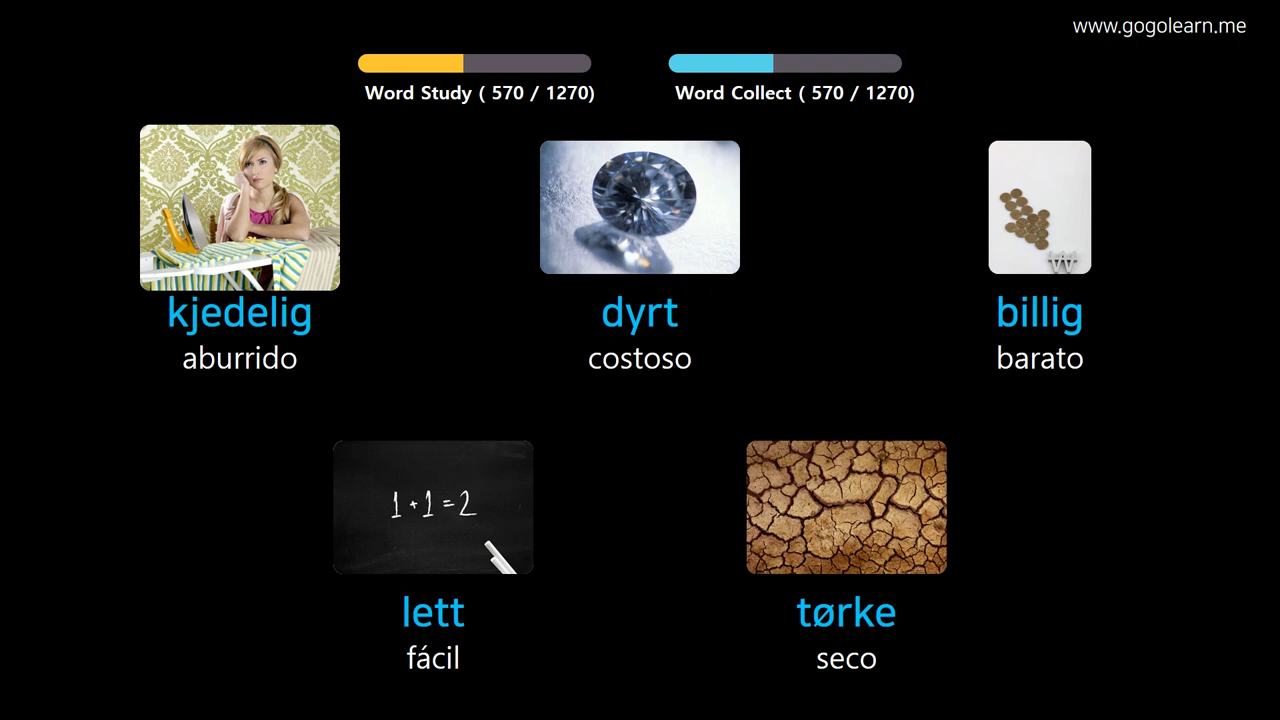 www.gogolearn.me
Word Study ( 570 / 1270)
Word Collect ( 570 / 1270)
kjedelig
aburrido
dyrt
costoso
billig
barato
1+1=2
lett
fácil
tørke
seco